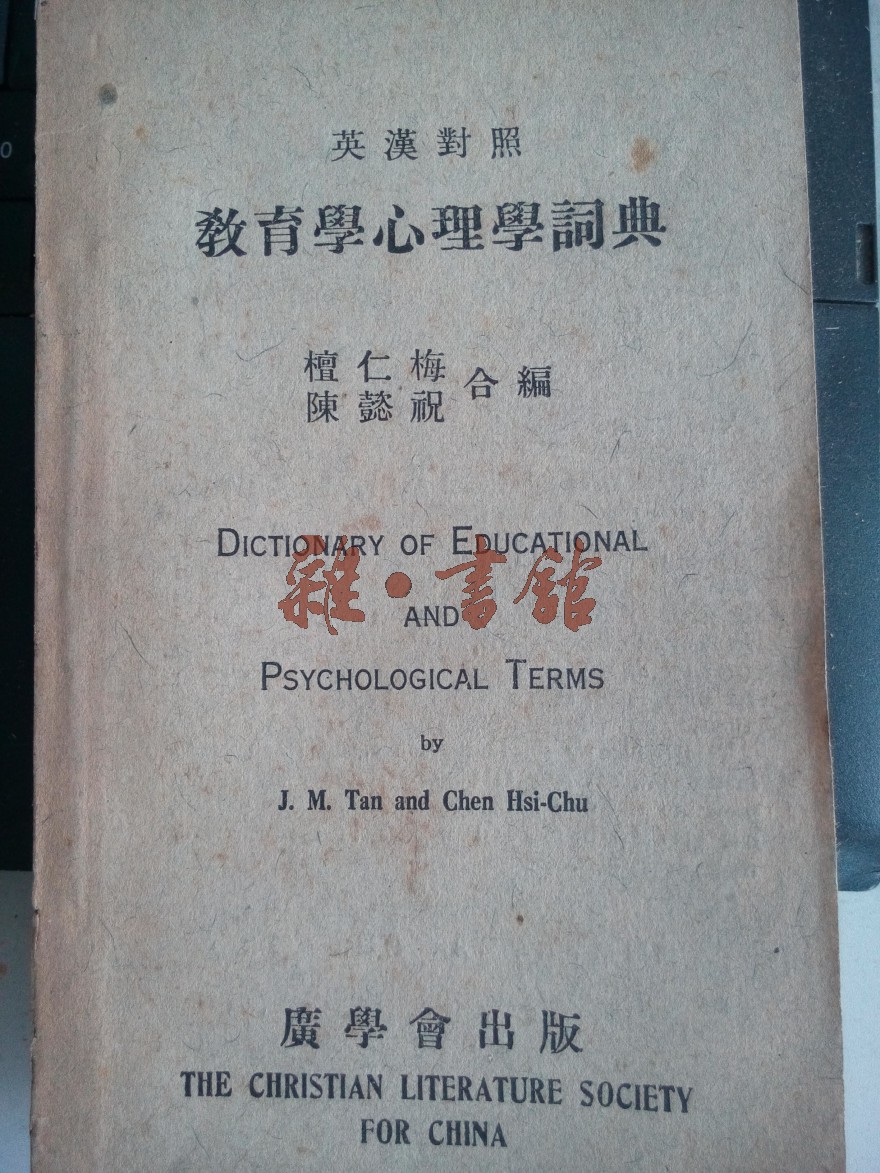 英漢對照
教育學心理學詞典
檀仁梅
陳懿祝
合編
DICTIONARY OF EDUCATIONAL
雜·書館
AND
PSYCHOLOGICAL TERMS
by
J. M. Tan and Chen Hsi-Chu
廣學會出版
THE CHRISTIAN LITERATURE SOCIETY
FOR CHINA
0